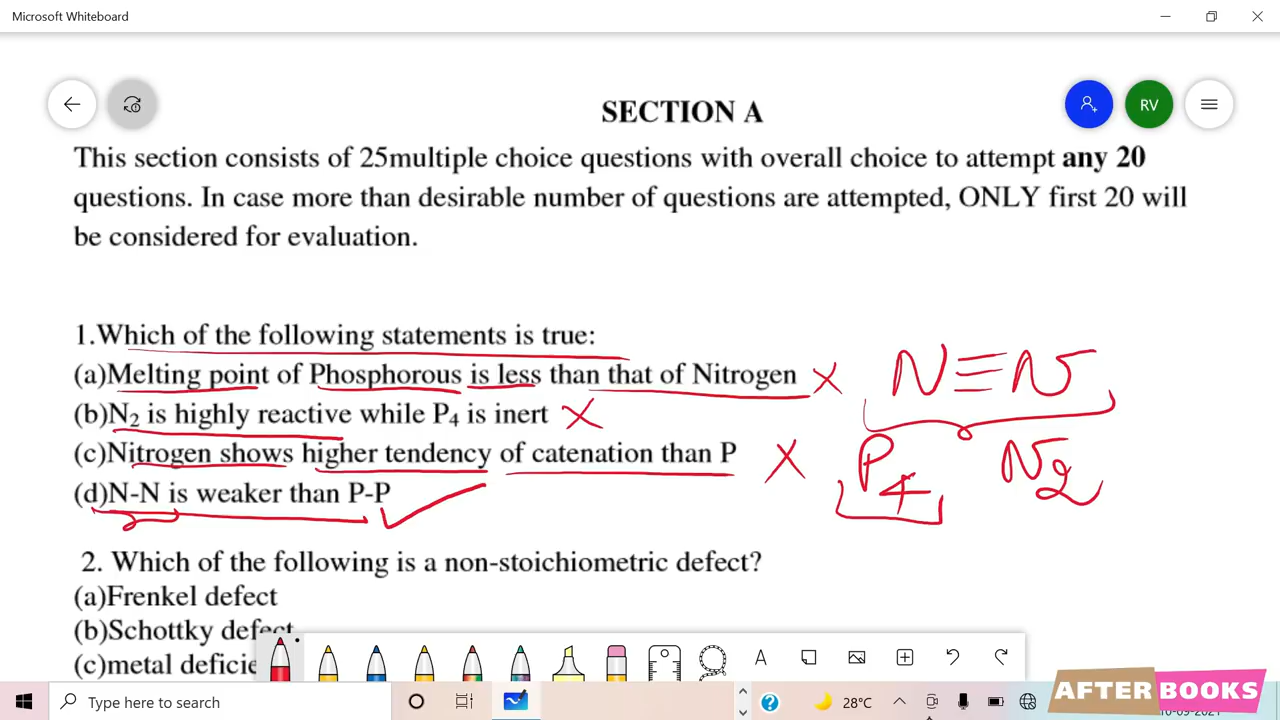 Microsoft Whiteboard
RV
SECTION A
This section consists of 25multiple choice questions with overall choice to attempt any 20
questions. In case more than desirable number of questions are attempted, ONLY first 20 will
be considered for evaluation.
1.Which of the following statements is true:
(a)Melting point of Phosphorous is less than that of Nitrogen X N≡N
(b)N₂ is highly reactive while P₄ is inert X
(c)Nitrogen shows higher tendency of catenation than P X P₄ N₂
(d)N-N is weaker than P-P ✓
2. Which of the following is a non-stoichiometric defect?
(a)Frenkel defect
(b)Schottky defect
(c)metal deficie
A
Type here to search
28°C
AFTERBOOKS